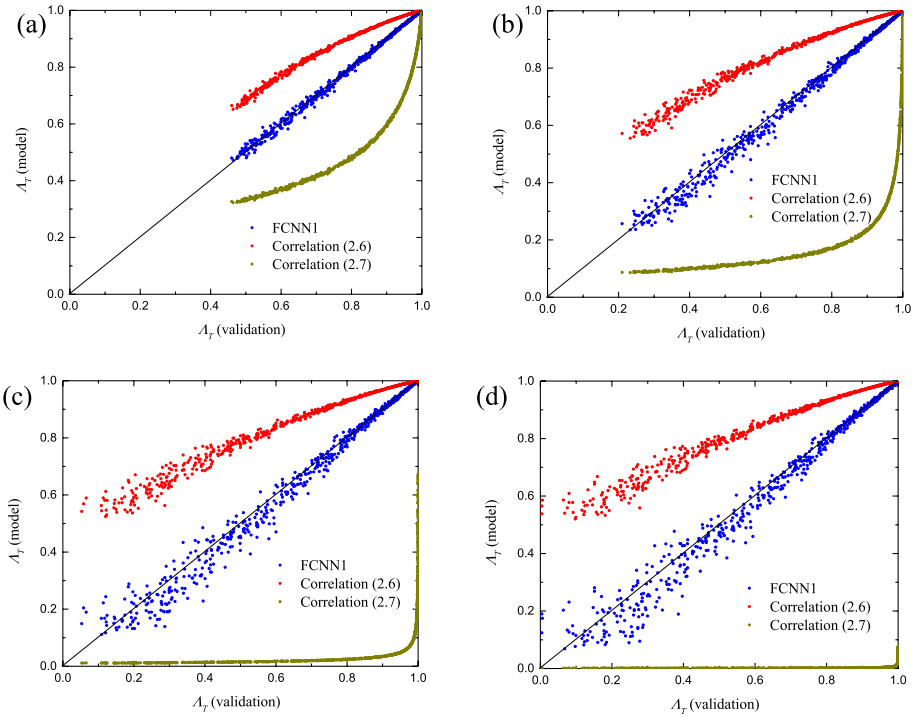 (a)
1.0
0.8
0.6
0.4
0.2
0.0
Λ_T (model)
FCNN1
Correlation (2.6)
Correlation (2.7)
0.0 0.2 0.4 0.6 0.8 1.0
Λ_T (validation)
(b)
1.0
0.8
0.6
0.4
0.2
0.0
Λ_T (model)
FCNN1
Correlation (2.6)
Correlation (2.7)
0.0 0.2 0.4 0.6 0.8 1.0
Λ_T (validation)
(c)
1.0
0.8
0.6
0.4
0.2
0.0
Λ_T (model)
FCNN1
Correlation (2.6)
Correlation (2.7)
0.0 0.2 0.4 0.6 0.8 1.0
Λ_T (validation)
(d)
1.0
0.8
0.6
0.4
0.2
0.0
Λ_T (model)
FCNN1
Correlation (2.6)
Correlation (2.7)
0.0 0.2 0.4 0.6 0.8 1.0
Λ_T (validation)